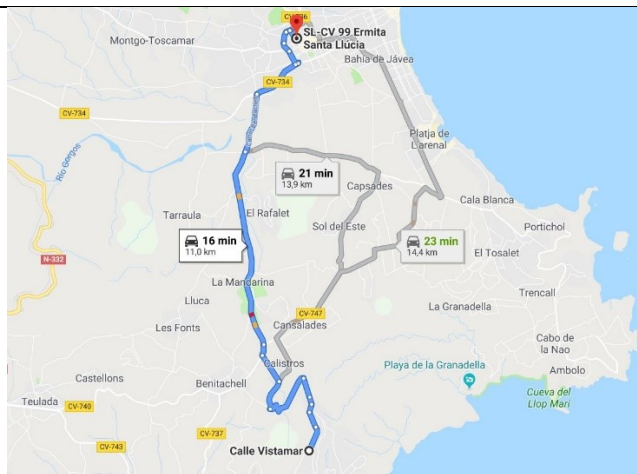 CV-736
SL-CV 99 Ermita
Santa Llúcia
Montgo-Toscamar
Bahía de Jávea
CV-734
CV-734
Platja de
L'arenal
Río Gorgos
21 min
13,9 km
Capsades
Cala Blanca
Tarraula
El Rafalet
Portichol
Sol del Este
16 min
11,0 km
23 min
14,4 km
El Tosalet
N-332
La Mandarina
Trencall
Lluca
CV-747
La Granadella
Les Fonts
Cansalades
Cabo de
la Nao
Calistros
Playa de la Granadella
Ambolo
Castellons
Benitachell
Cueva del
Llop Marí
Teulada
CV-740
CV-737
CV-743
Calle Vistamar